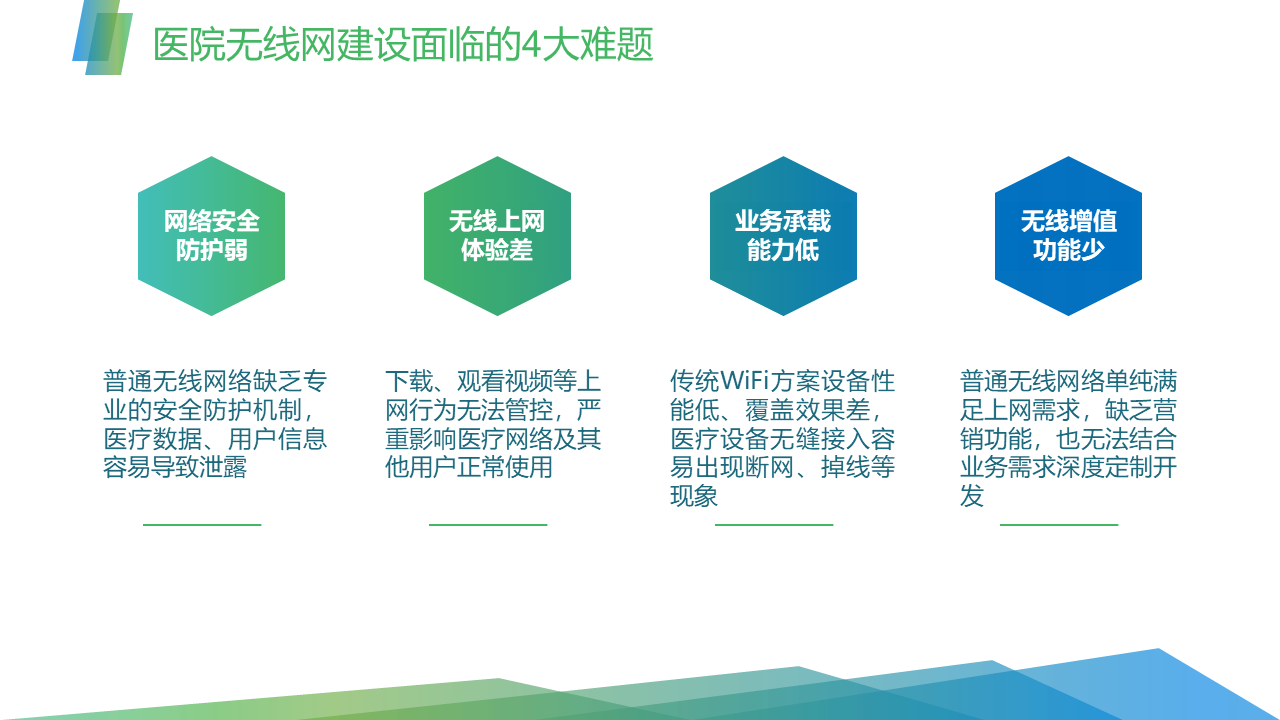 医院无线网建设面临的4大难题
网络安全
防护弱
普通无线网络缺乏专
业的安全防护机制，
医疗数据、用户信息
容易导致泄露
无线上网
体验差
下载、观看视频等上
网行为无法管控，严
重影响医疗网络及其
他用户正常使用
业务承载
能力低
传统WiFi方案设备性
能低、覆盖效果差，
医疗设备无缝接入容
易出现断网、掉线等
现象
无线增值
功能少
普通无线网络单纯满
足上网需求，缺乏营
销功能，也无法结合
业务需求深度定制开
发